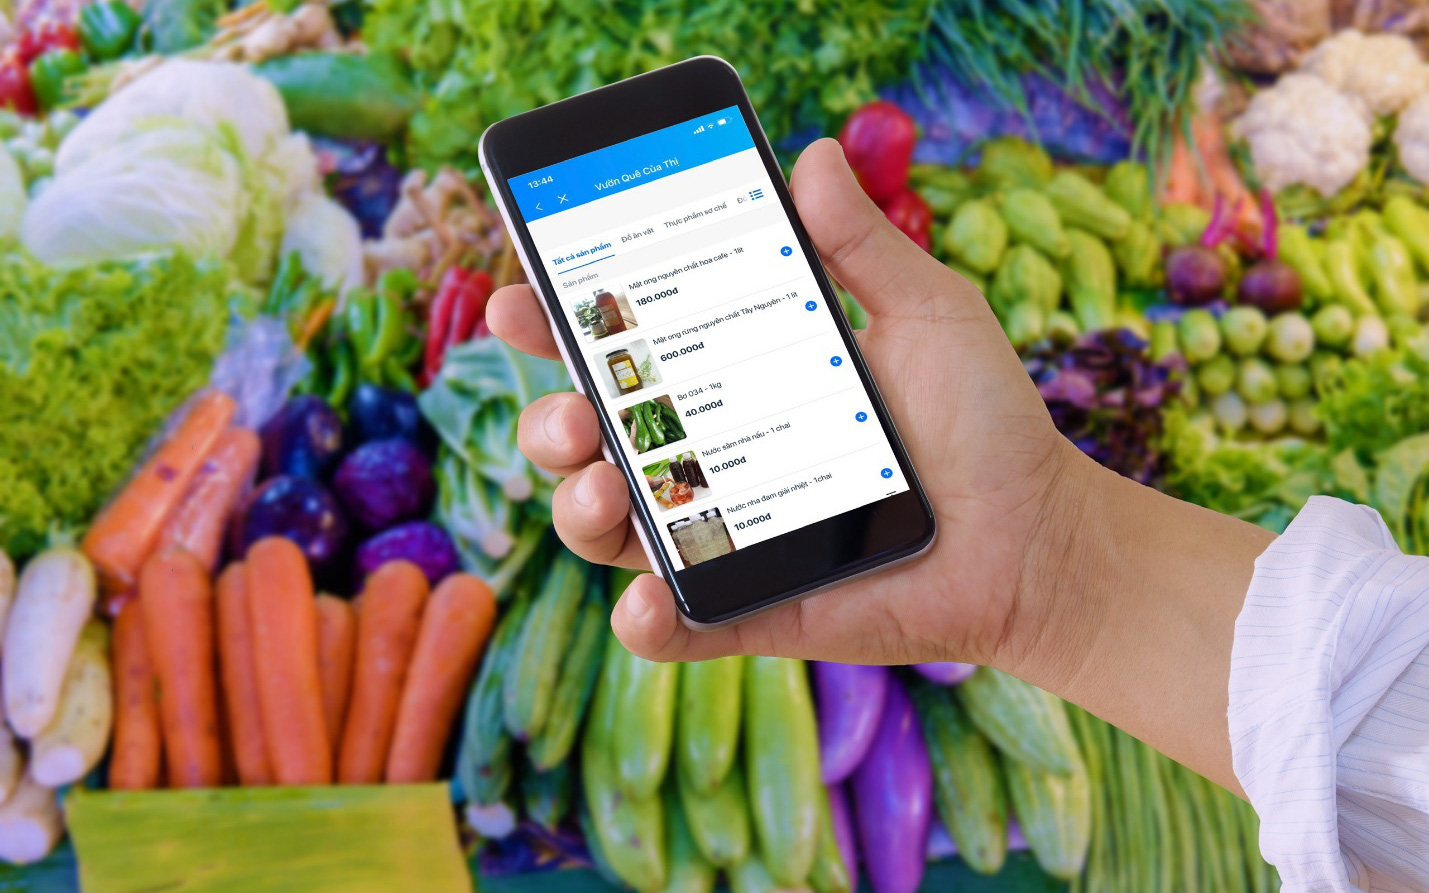 13:44
Vườn Quê Của Thị
Tất cả sản phẩm Đồ ăn vặt Thực phẩm sơ chế
Sản phẩm
Mật ong nguyên chất hoa cafe - 1lit
180.000đ
Mật ong rừng nguyên chất Tây Nguyên - 1 lít
600.000đ
Bơ 034 - 1kg
40.000đ
Nước sâm nhà nấu - 1 chai
10.000đ
Nước nha đam giải nhiệt - 1chai
10.000đ